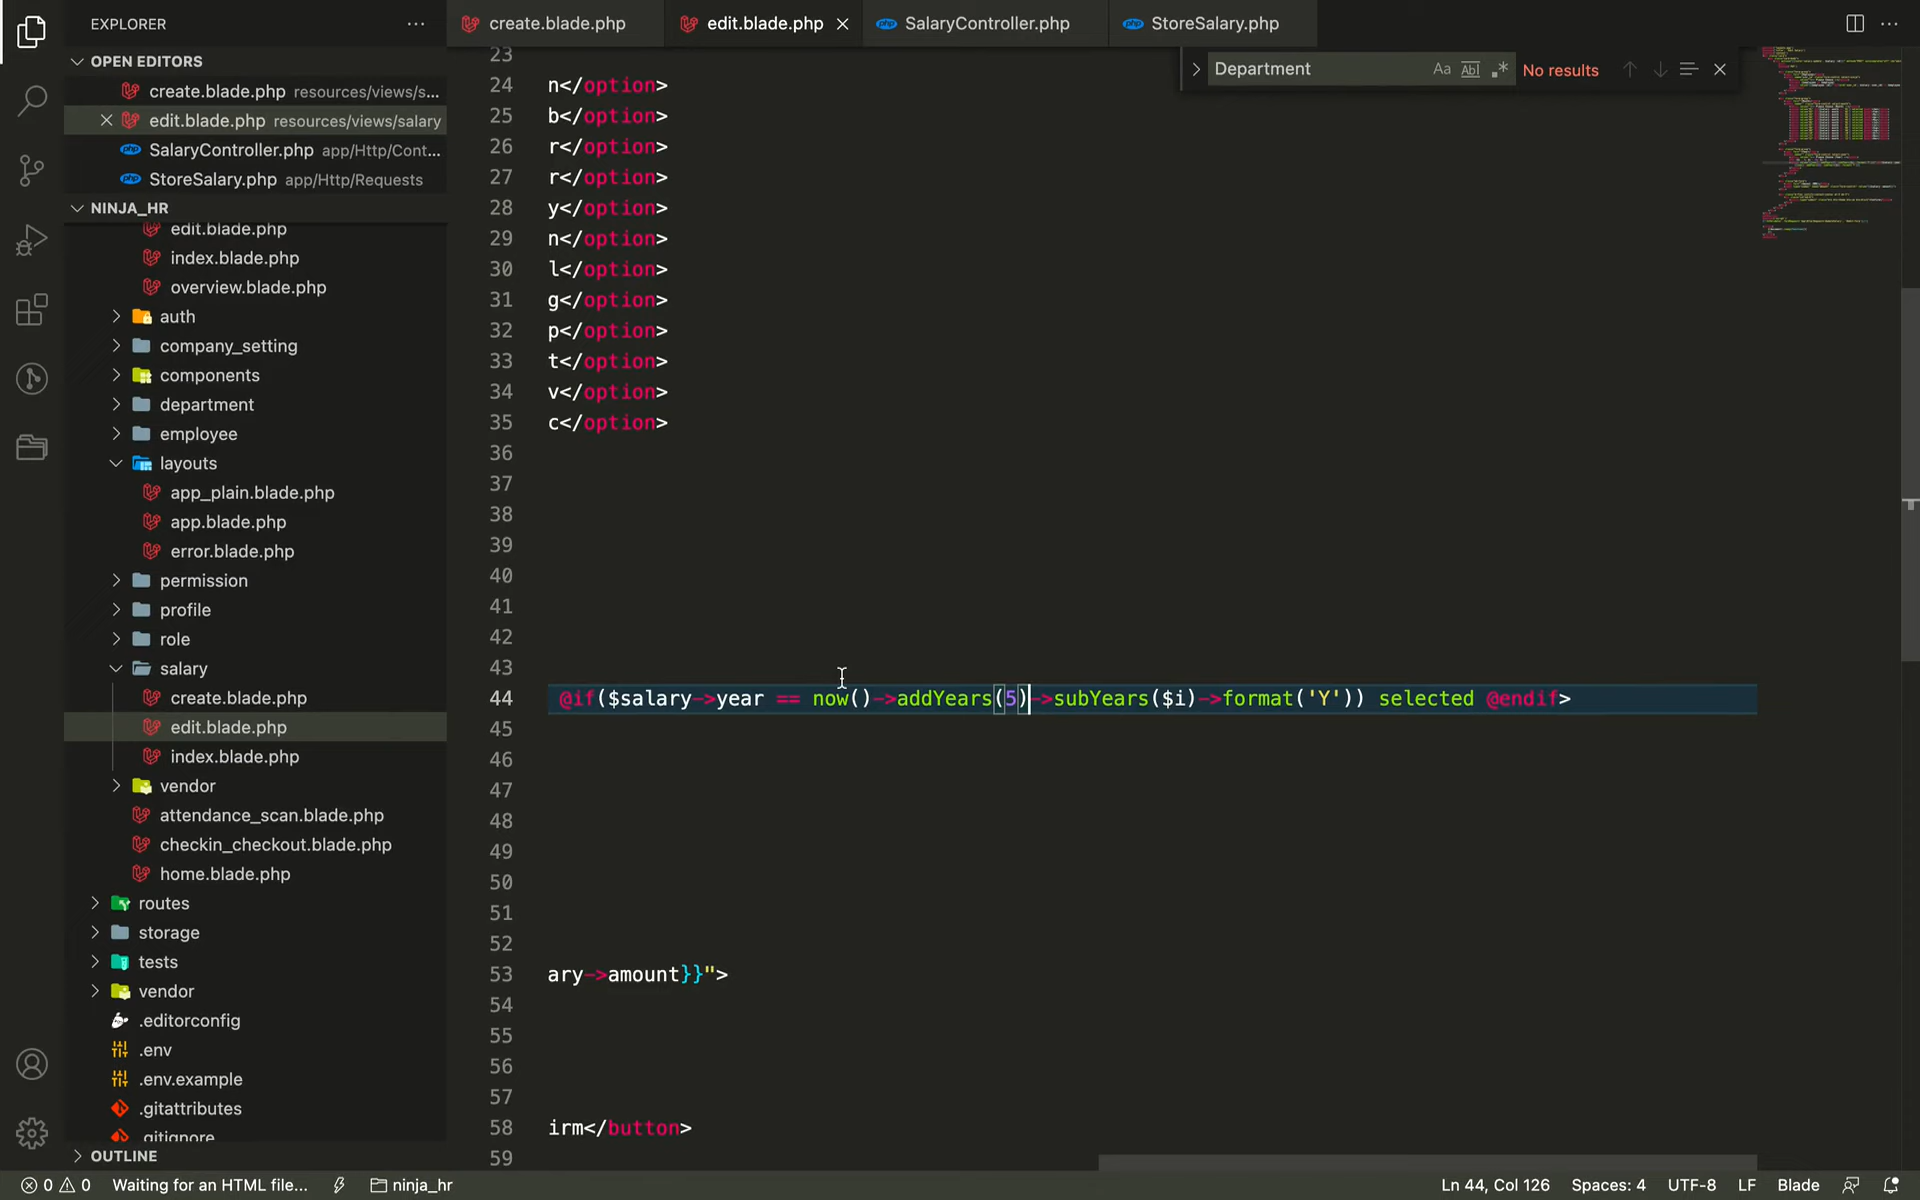 EXPLORER
create.blade.php
edit.blade.php
SalaryController.php
StoreSalary.php
OPEN EDITORS
create.blade.php resources/views/s...
edit.blade.php resources/views/salary
SalaryController.php app/Http/Cont...
StoreSalary.php app/Http/Requests
NINJA_HR
edit.blade.php
index.blade.php
overview.blade.php
auth
company_setting
components
department
employee
layouts
app_plain.blade.php
app.blade.php
error.blade.php
permission
profile
role
salary
create.blade.php
edit.blade.php
index.blade.php
vendor
attendance_scan.blade.php
checkin_checkout.blade.php
home.blade.php
routes
storage
tests
vendor
.editorconfig
.env
.env.example
.gitattributes
.gitignore
OUTLINE
Department
Aa Abl .*
No results
23
24 n</option>
25 b</option>
26 r</option>
27 r</option>
28 y</option>
29 n</option>
30 l</option>
31 g</option>
32 p</option>
33 t</option>
34 v</option>
35 c</option>
36
37
38
39
40
41
42
43
44 @if($salary->year == now()->addYears(5)->subYears($i)->format('Y')) selected @endif>
45
46
47
48
49
50
51
52
53 ary->amount}}">
54
55
56
57
58 irm</button>
59
0 0 Waiting for an HTML file... ninja_hr
Ln 44, Col 126 Spaces: 4 UTF-8 LF Blade